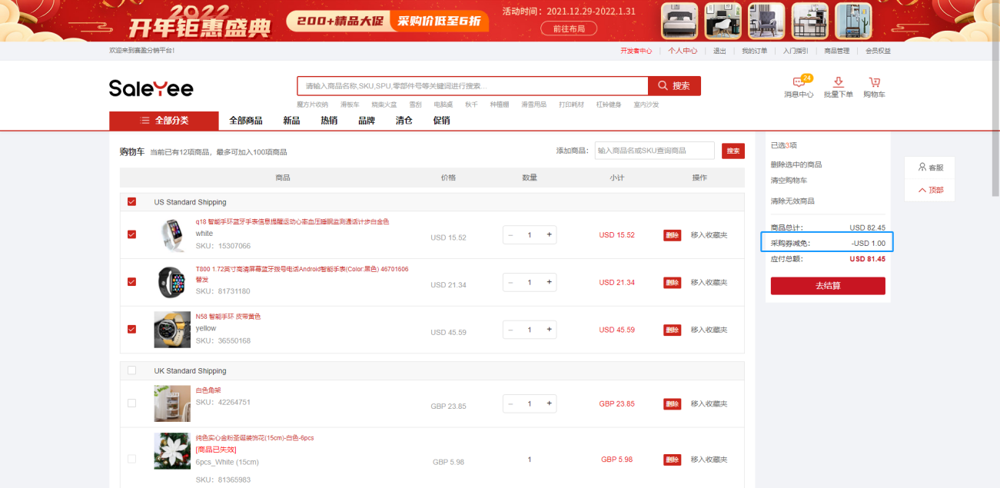 2022
开年钜惠盛典
200+精品大促 采购价低至6折
活动时间：2021.12.29-2022.1.31
前往布局
欢迎来到赛盈分销平台!
开发者中心 个人中心 退出 我的订单 入门指引 商品管理 会员权益
SaleYee
请输入商品名称,SKU,SPU,零部件号等关键词进行搜索...
搜索
24
消息中心 批量下单 购物车
魔方片收纳 滑板车 烧柴火盆 雪刮 电脑桌 秋千 种植棚 滑雪用品 打印耗材 杠铃健身 室内沙发
全部分类 全部商品 新品 热销 品牌 清仓 促销
购物车 当前已有12项商品，最多可加入100项商品
添加商品： 输入商品名或SKU查询商品 搜索
商品 价格 数量 小计 操作
US Standard Shipping
q18 智能手环蓝牙手表信息提醒运动心率血压睡眠监测通话计步白金色
white
SKU：15307066
USD 15.52 – 1 + USD 15.52 删除 移入收藏夹
T800 1.72英寸高清屏幕蓝牙拨号电话Android智能手表(Color:黑色) 46701606
替发
SKU：81731180
USD 21.34 – 1 + USD 21.34 删除 移入收藏夹
N58 智能手环 皮带黄色
yellow
SKU：36550168
USD 45.59 – 1 + USD 45.59 删除 移入收藏夹
UK Standard Shipping
白色角架
SKU：42264751
GBP 23.85 – 1 + GBP 23.85 删除 移入收藏夹
纯色实心金粉圣诞装饰花(15cm)-白色-6pcs
[商品已失效]
6pcs_White (15cm)
SKU：81365983
GBP 5.98 1 GBP 5.98 删除 移入收藏夹
已选3项
删除选中的商品
清空购物车
清除无效商品
商品总计： USD 82.45
采购券减免： -USD 1.00
应付总额： USD 81.45
去结算
客服
顶部